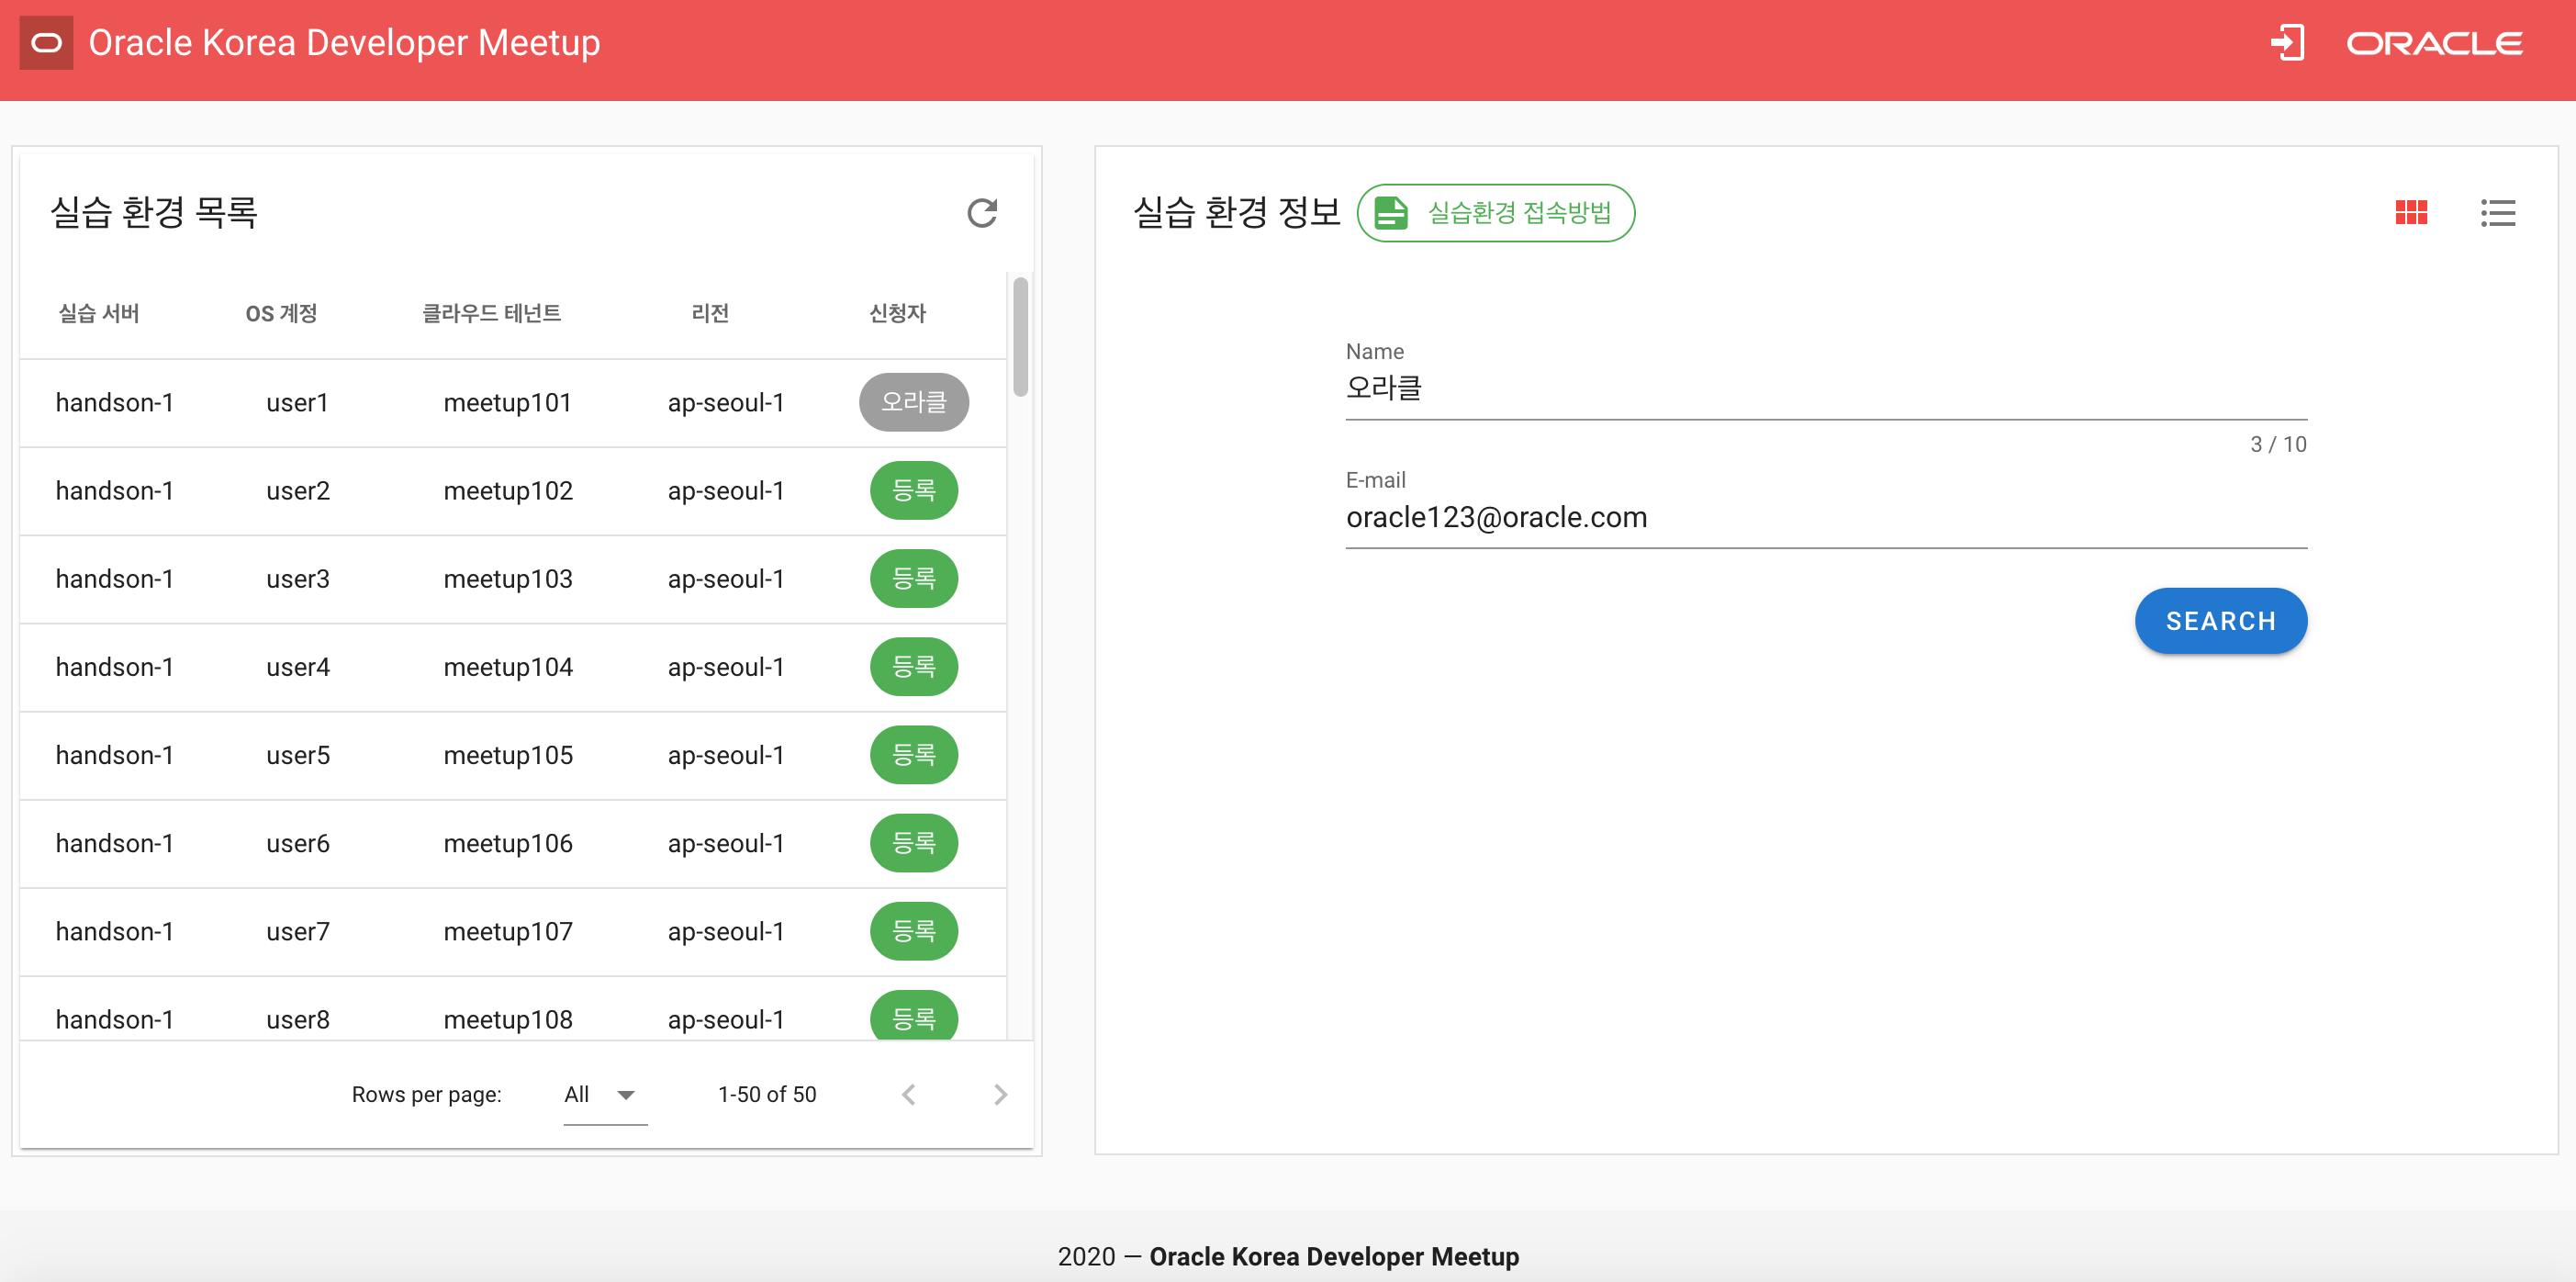 Oracle Korea Developer Meetup
ORACLE
실습 환경 목록
실습 서버 OS 계정 클라우드 테넌트 리전 신청자
handson-1 user1 meetup101 ap-seoul-1 오라클
handson-1 user2 meetup102 ap-seoul-1 등록
handson-1 user3 meetup103 ap-seoul-1 등록
handson-1 user4 meetup104 ap-seoul-1 등록
handson-1 user5 meetup105 ap-seoul-1 등록
handson-1 user6 meetup106 ap-seoul-1 등록
handson-1 user7 meetup107 ap-seoul-1 등록
handson-1 user8 meetup108 ap-seoul-1 등록
Rows per page: All 1-50 of 50
실습 환경 정보 실습환경 접속방법
Name
오라클
3 / 10
E-mail
oracle123@oracle.com
SEARCH
2020 — Oracle Korea Developer Meetup